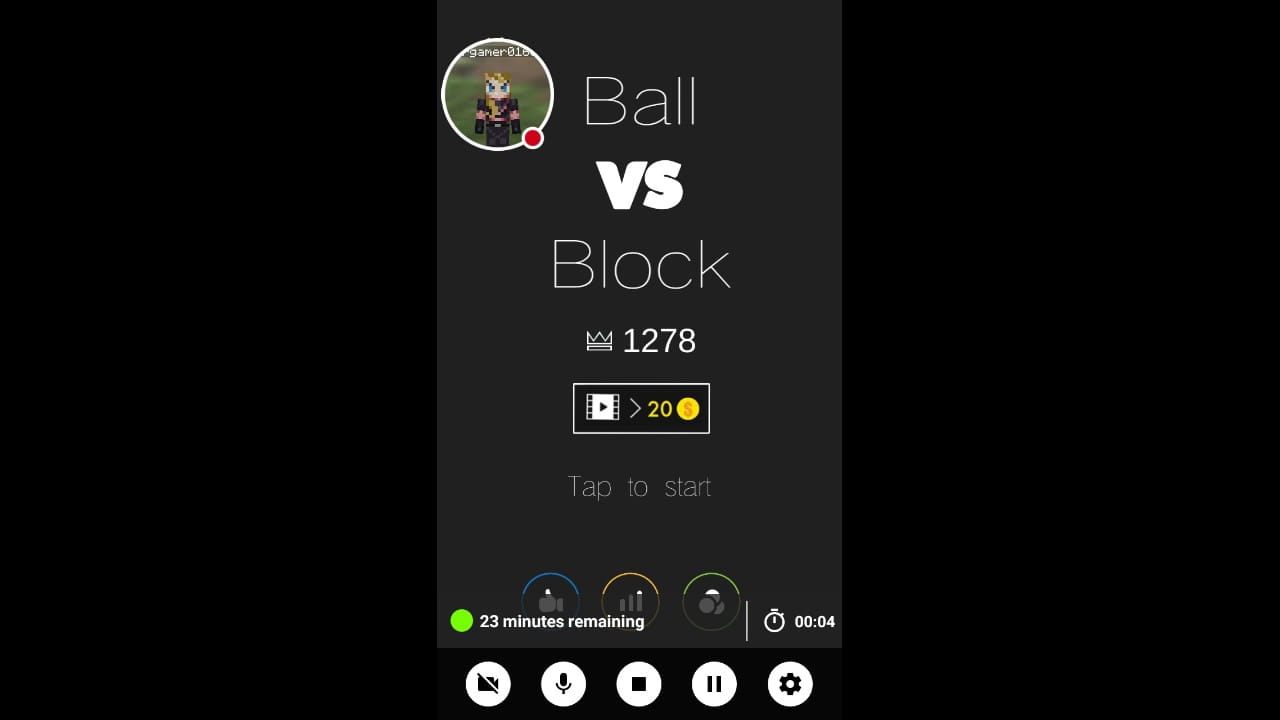 gamer016
Ball
VS
Block
1278
20 $
Tap to start
23 minutes remaining
00:04